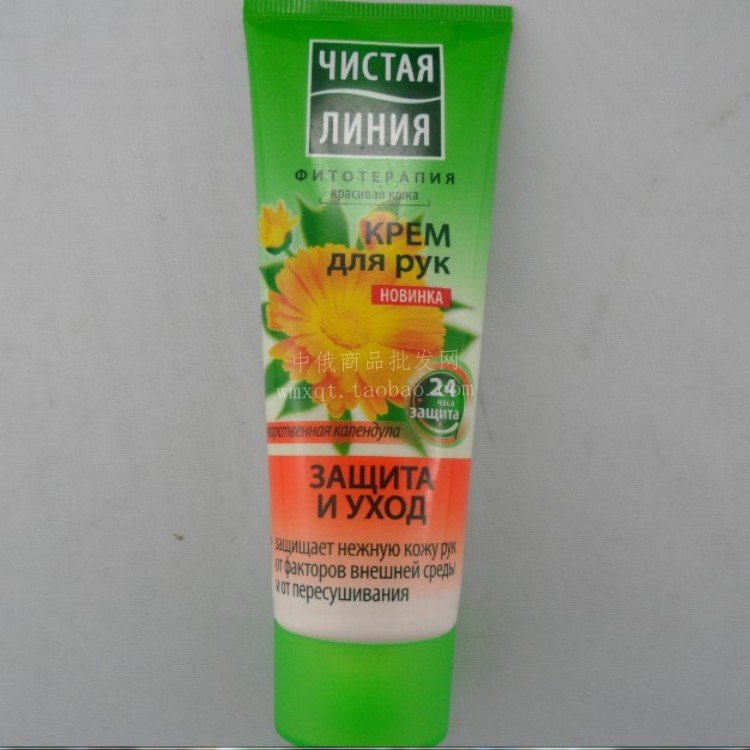 ЧИСТАЯ
ЛИНИЯ
ФИТОТЕРАПИЯ
красивая кожа
КРЕМ
для рук
НОВИНКА
中俄商品批发网
wmxqt.taobao.com
24
часа
защита
календула
ЗАЩИТА
И УХОД
защищает нежную кожу рук
от факторов внешней среды
и от пересушивания